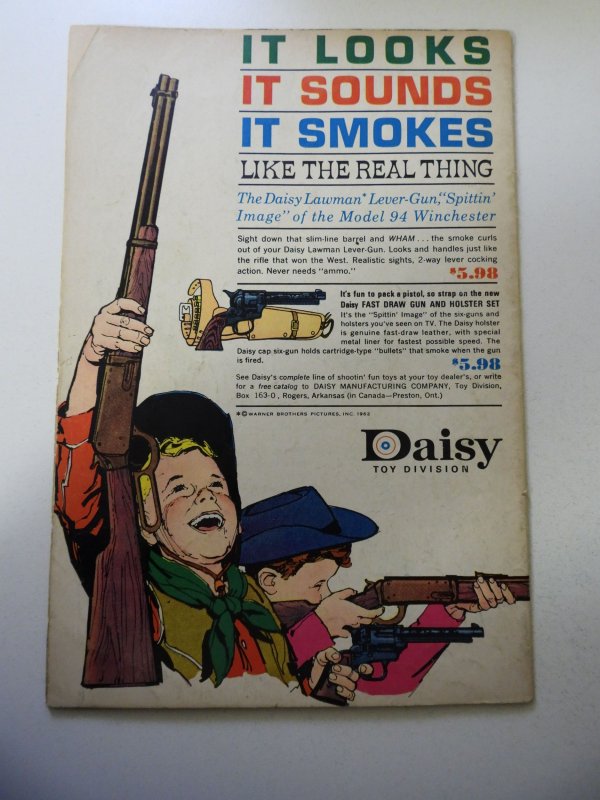 IT LOOKS
IT SOUNDS
IT SMOKES
LIKE THE REAL THING
The Daisy Lawman* Lever-Gun, "Spittin'
Image" of the Model 94 Winchester
Sight down that slim-line barrel and WHAM . . . the smoke curls
out of your Daisy Lawman Lever-Gun. Looks and handles just like
the rifle that won the West. Realistic sights, 2-way lever cocking
action. Never needs "ammo."
$5.98
It's fun to pack a pistol, so strap on the new
Daisy FAST DRAW GUN AND HOLSTER SET
It's the "Spittin' Image" of the six-guns and
holsters you've seen on TV. The Daisy holster
is genuine fast-draw leather, with special
metal liner for fastest possible speed. The
Daisy cap six-gun holds cartridge-type "bullets" that smoke when the gun
is fired.
$5.98
See Daisy's complete line of shootin' fun toys at your toy dealer's, or write
for a free catalog to DAISY MANUFACTURING COMPANY, Toy Division,
Box 163-D, Rogers, Arkansas (in Canada—Preston, Ont.)
*© WARNER BROTHERS PICTURES, INC. 1962
Daisy
TOY DIVISION